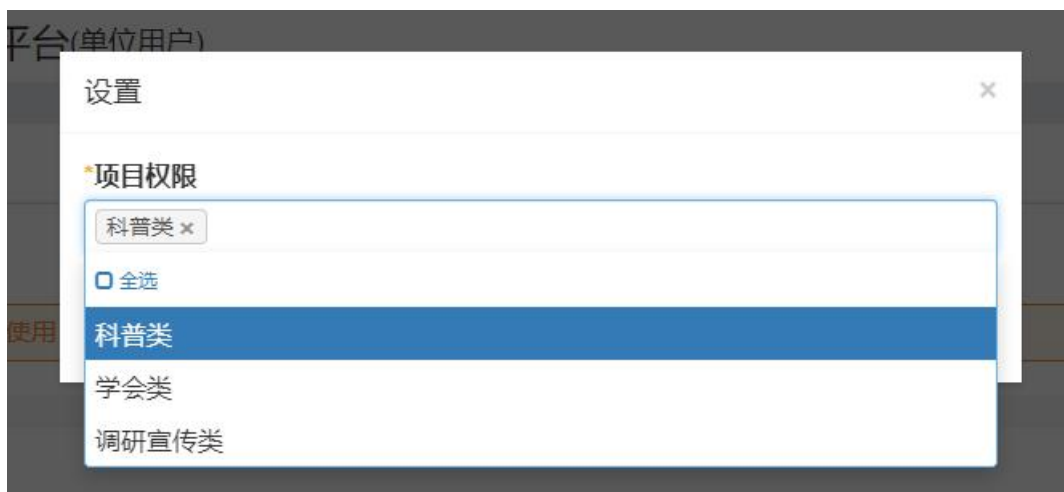 平台(单位用户)
设置
*项目权限
科普类
全选
科普类
使用
学会类
调研宣传类